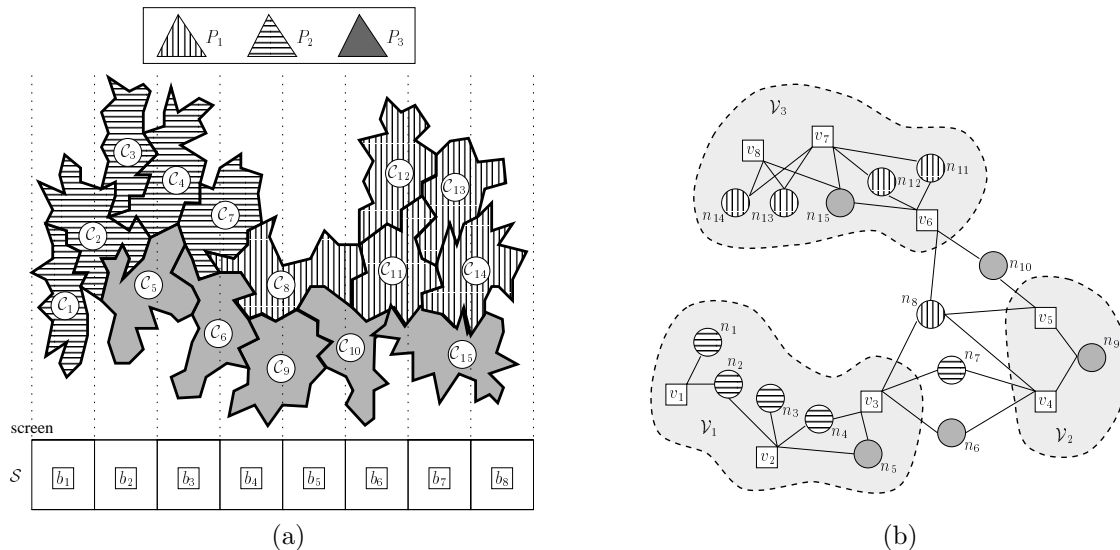 P₁ P₂ P₃
𝒞₃
𝒞₄
𝒞₁₂
𝒞₁₃
𝒞₂
𝒞₇
𝒞₁
𝒞₅
𝒞₈
𝒞₁₁
𝒞₁₄
𝒞₆
𝒞₉
𝒞₁₀
𝒞₁₅
screen
𝒮 b₁ b₂ b₃ b₄ b₅ b₆ b₇ b₈
(a)
𝒱₃
v₈ v₇
n₁₂ n₁₁
n₁₄ n₁₃ n₁₅ v₆
n₁₀
n₈ v₅
n₁ n₇ n₉
n₂
v₁ n₃ v₃ v₄
𝒱₁ n₄ 𝒱₂
v₂ n₅ n₆
(b)